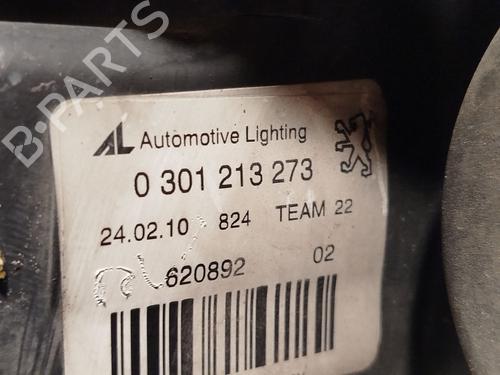 B-PARTS
AL Automotive Lighting
0 301 213 273
24.02.10 824 TEAM 22
620892 02